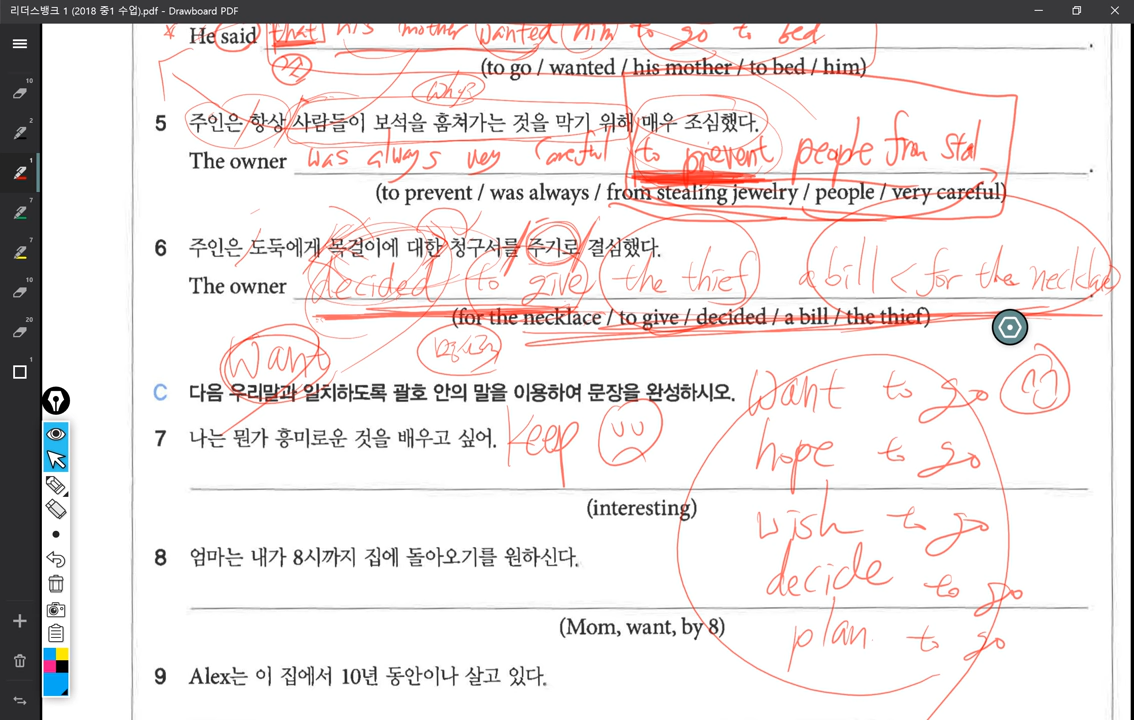 리더스뱅크 1 (2018 중1 수업).pdf - Drawboard PDF
He said that his mother wanted him to go to bed.
(to go / wanted / his mother / to bed / him)
why?
5 주인은 항상 사람들이 보석을 훔쳐가는 것을 막기 위해 매우 조심했다.
The owner was always very careful to prevent people from steal
(to prevent / was always / from stealing jewelry / people / very careful)
6 주인은 도둑에게 목걸이에 대한 청구서를 주기로 결심했다.
The owner decided to give the thief a bill < for the necklace.
(for the necklace / to give / decided / a bill / the thief)
want
C 다음 우리말과 일치하도록 괄호 안의 말을 이용하여 문장을 완성하시오.
want to go
7 나는 뭔가 흥미로운 것을 배우고 싶어.
keep
hope to go
(interesting)
wish to go
8 엄마는 내가 8시까지 집에 돌아오기를 원하신다.
decide to go
(Mom, want, by 8)
plan to go
9 Alex는 이 집에서 10년 동안이나 살고 있다.
10
2
1
7
7
10
20
1